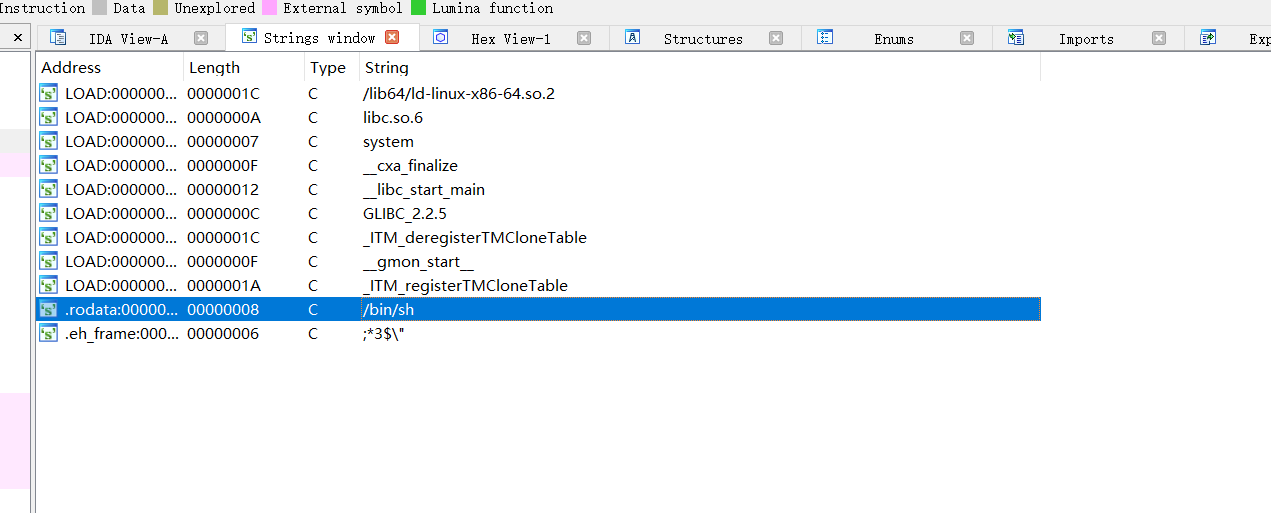 Instruction Data Unexplored External symbol Lumina function
IDA View-A Strings window Hex View-1 Structures Enums Imports Exp
Address Length Type String
LOAD:000000... 0000001C C /lib64/ld-linux-x86-64.so.2
LOAD:000000... 0000000A C libc.so.6
LOAD:000000... 00000007 C system
LOAD:000000... 0000000F C __cxa_finalize
LOAD:000000... 00000012 C __libc_start_main
LOAD:000000... 0000000C C GLIBC_2.2.5
LOAD:000000... 0000001C C _ITM_deregisterTMCloneTable
LOAD:000000... 0000000F C __gmon_start__
LOAD:000000... 0000001A C _ITM_registerTMCloneTable
.rodata:00000... 00000008 C /bin/sh
.eh_frame:000... 00000006 C ;*3$\"